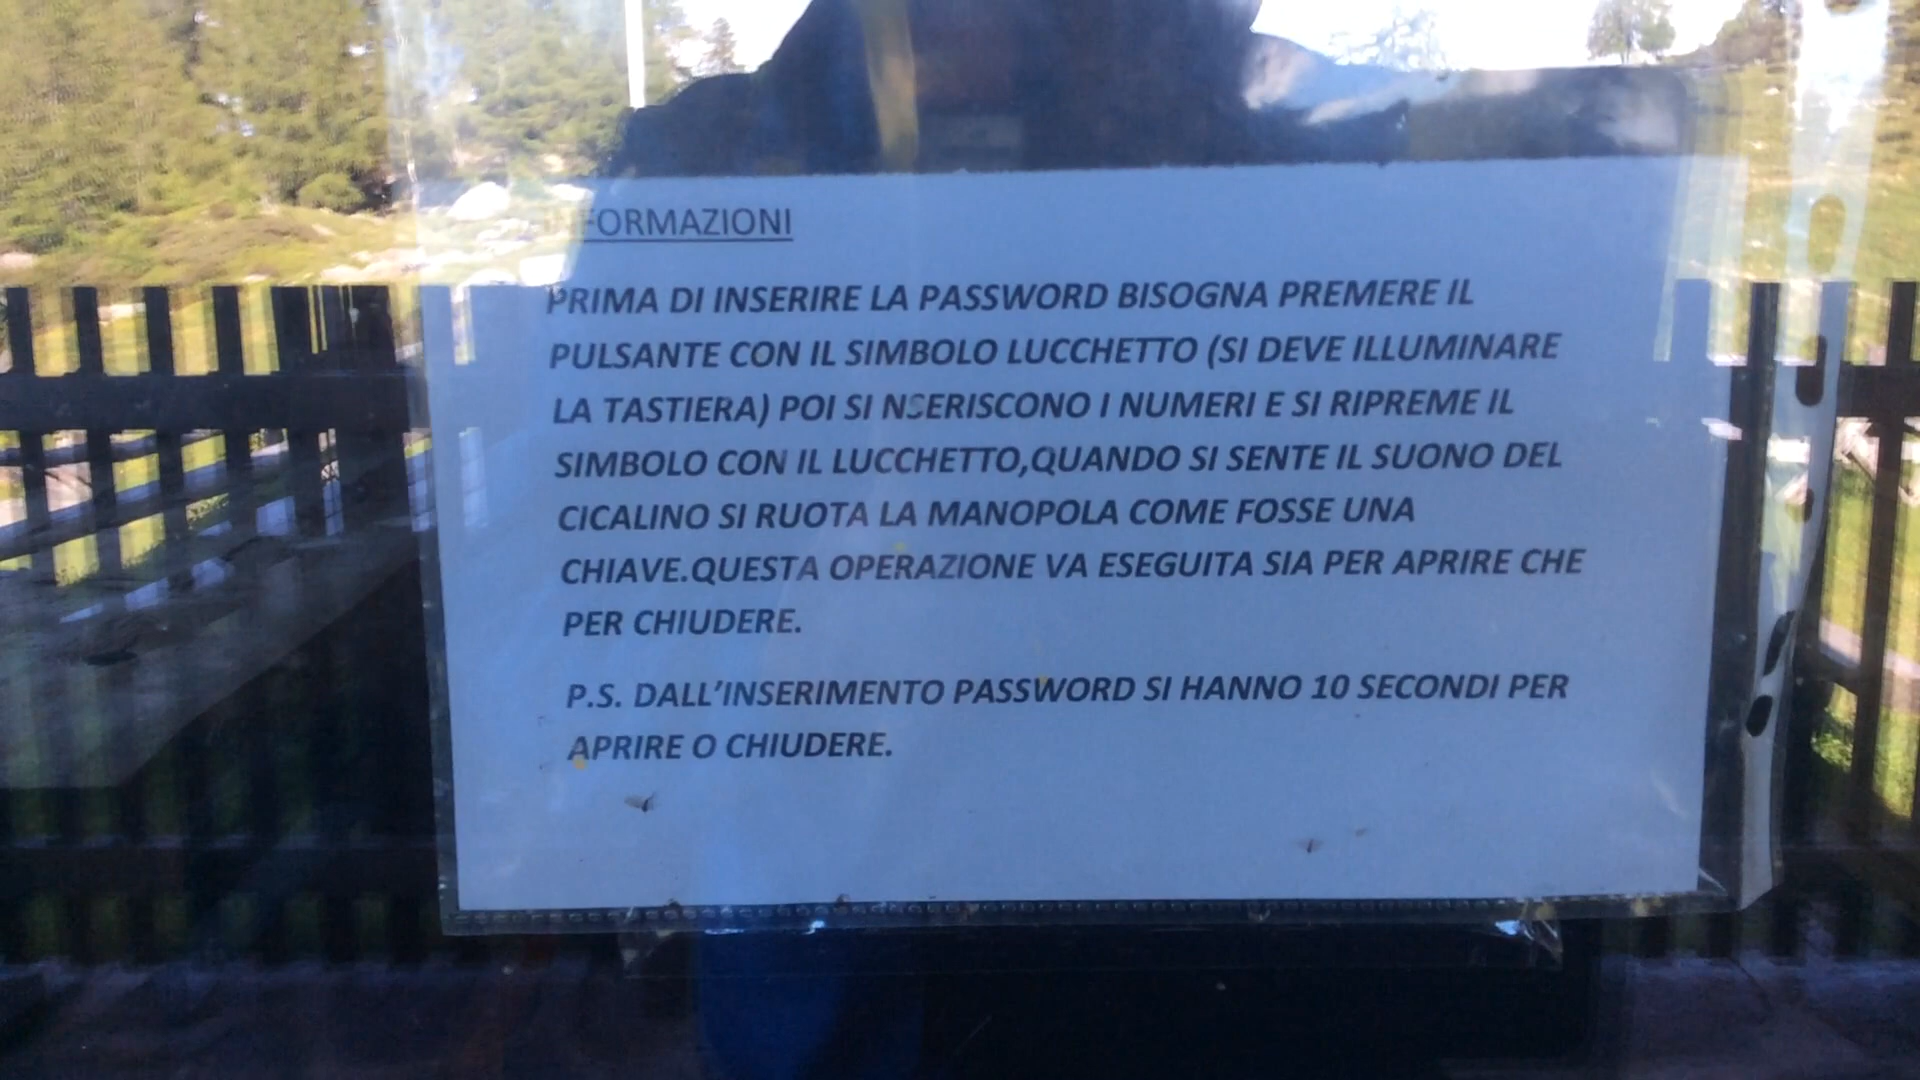 INFORMAZIONI
PRIMA DI INSERIRE LA PASSWORD BISOGNA PREMERE IL
PULSANTE CON IL SIMBOLO LUCCHETTO (SI DEVE ILLUMINARE
LA TASTIERA) POI SI NSERISCONO I NUMERI E SI RIPREME IL
SIMBOLO CON IL LUCCHETTO,QUANDO SI SENTE IL SUONO DEL
CICALINO SI RUOTA LA MANOPOLA COME FOSSE UNA
CHIAVE.QUESTA OPERAZIONE VA ESEGUITA SIA PER APRIRE CHE
PER CHIUDERE.
P.S. DALL'INSERIMENTO PASSWORD SI HANNO 10 SECONDI PER
APRIRE O CHIUDERE.